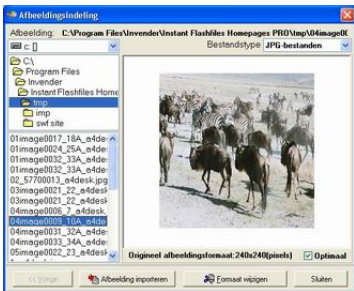 Afbeeldingsindeling
Afbeelding: C:\Program Files\Invender\Instant Flashfiles Homepages PRO\tmp\04image0(
c: []
Bestandstype JPG-bestanden
C:\
Program Files
Invender
Instant Flashfiles Home
tmp
imp
swf site
01image0017_18A_a4de
01image0024_25A_a4de
01image0032_33A_a4de
01image0032_33A_a4de
02_57700013_a4desk.jpg
03image0021_22_a4desk
03image0021_22_a4desk
04image0006_7_a4desk.
04image0009_10A_a4de
04image0031_32A_a4de
04image0033_34A_a4de
05image0022_23_a4desk
Origineel afbeeldingsformaat:240x240(pixels)
Optimaal
<< Vorige
Afbeelding importeren
Formaat wijzigen
Sluiten